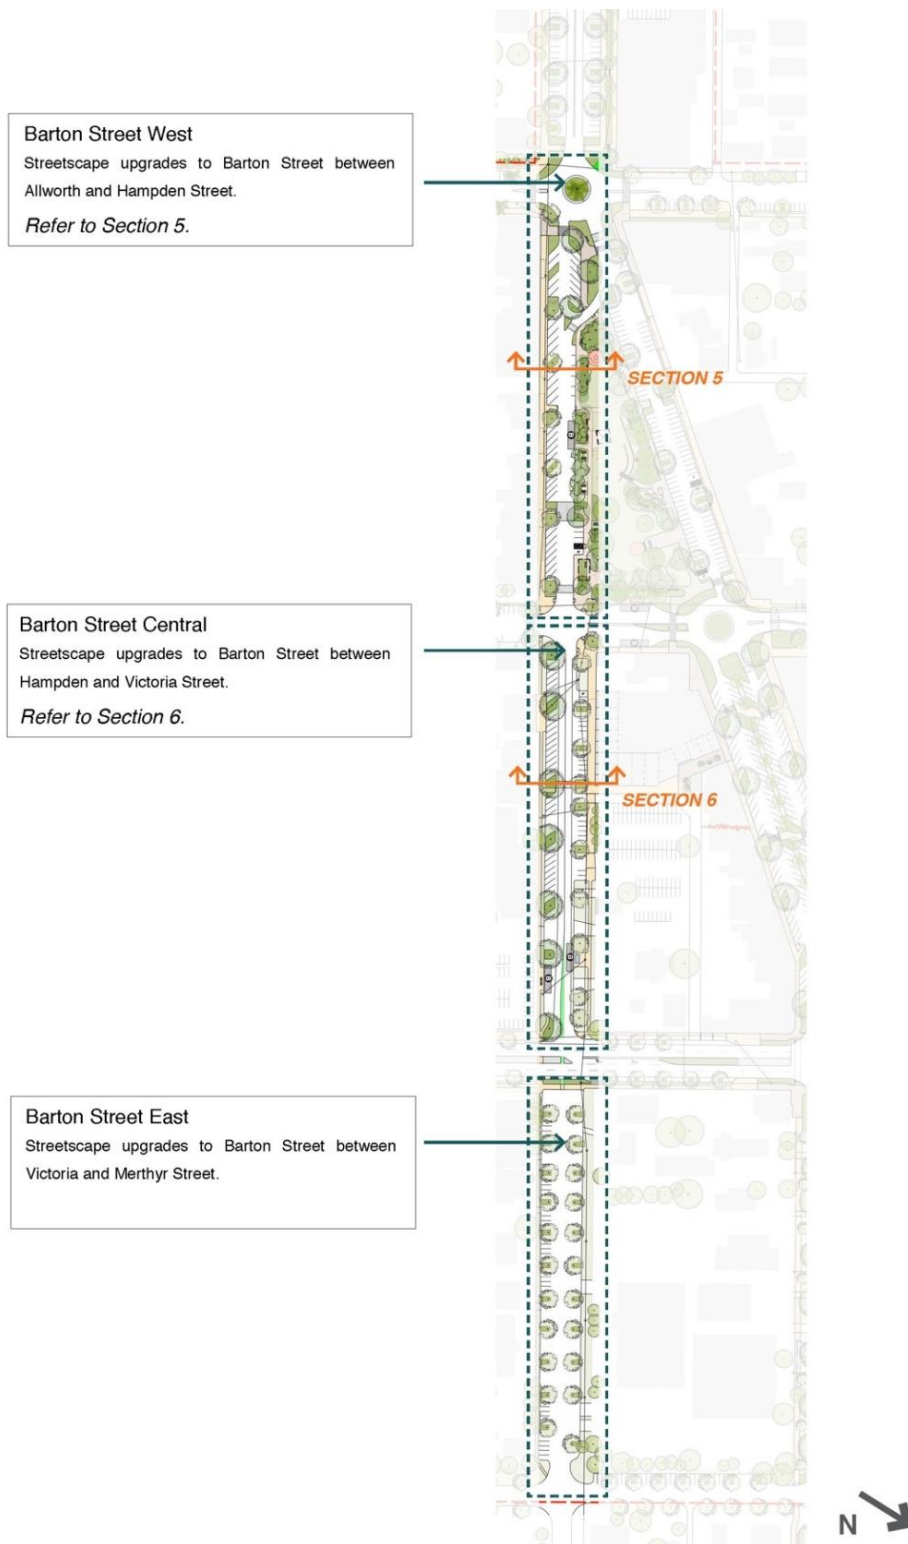 Barton Street West
Streetscape upgrades to Barton Street between
Allworth and Hampden Street.
Refer to Section 5.
SECTION 5
Barton Street Central
Streetscape upgrades to Barton Street between
Hampden and Victoria Street.
Refer to Section 6.
SECTION 6
Barton Street East
Streetscape upgrades to Barton Street between
Victoria and Merthyr Street.
N